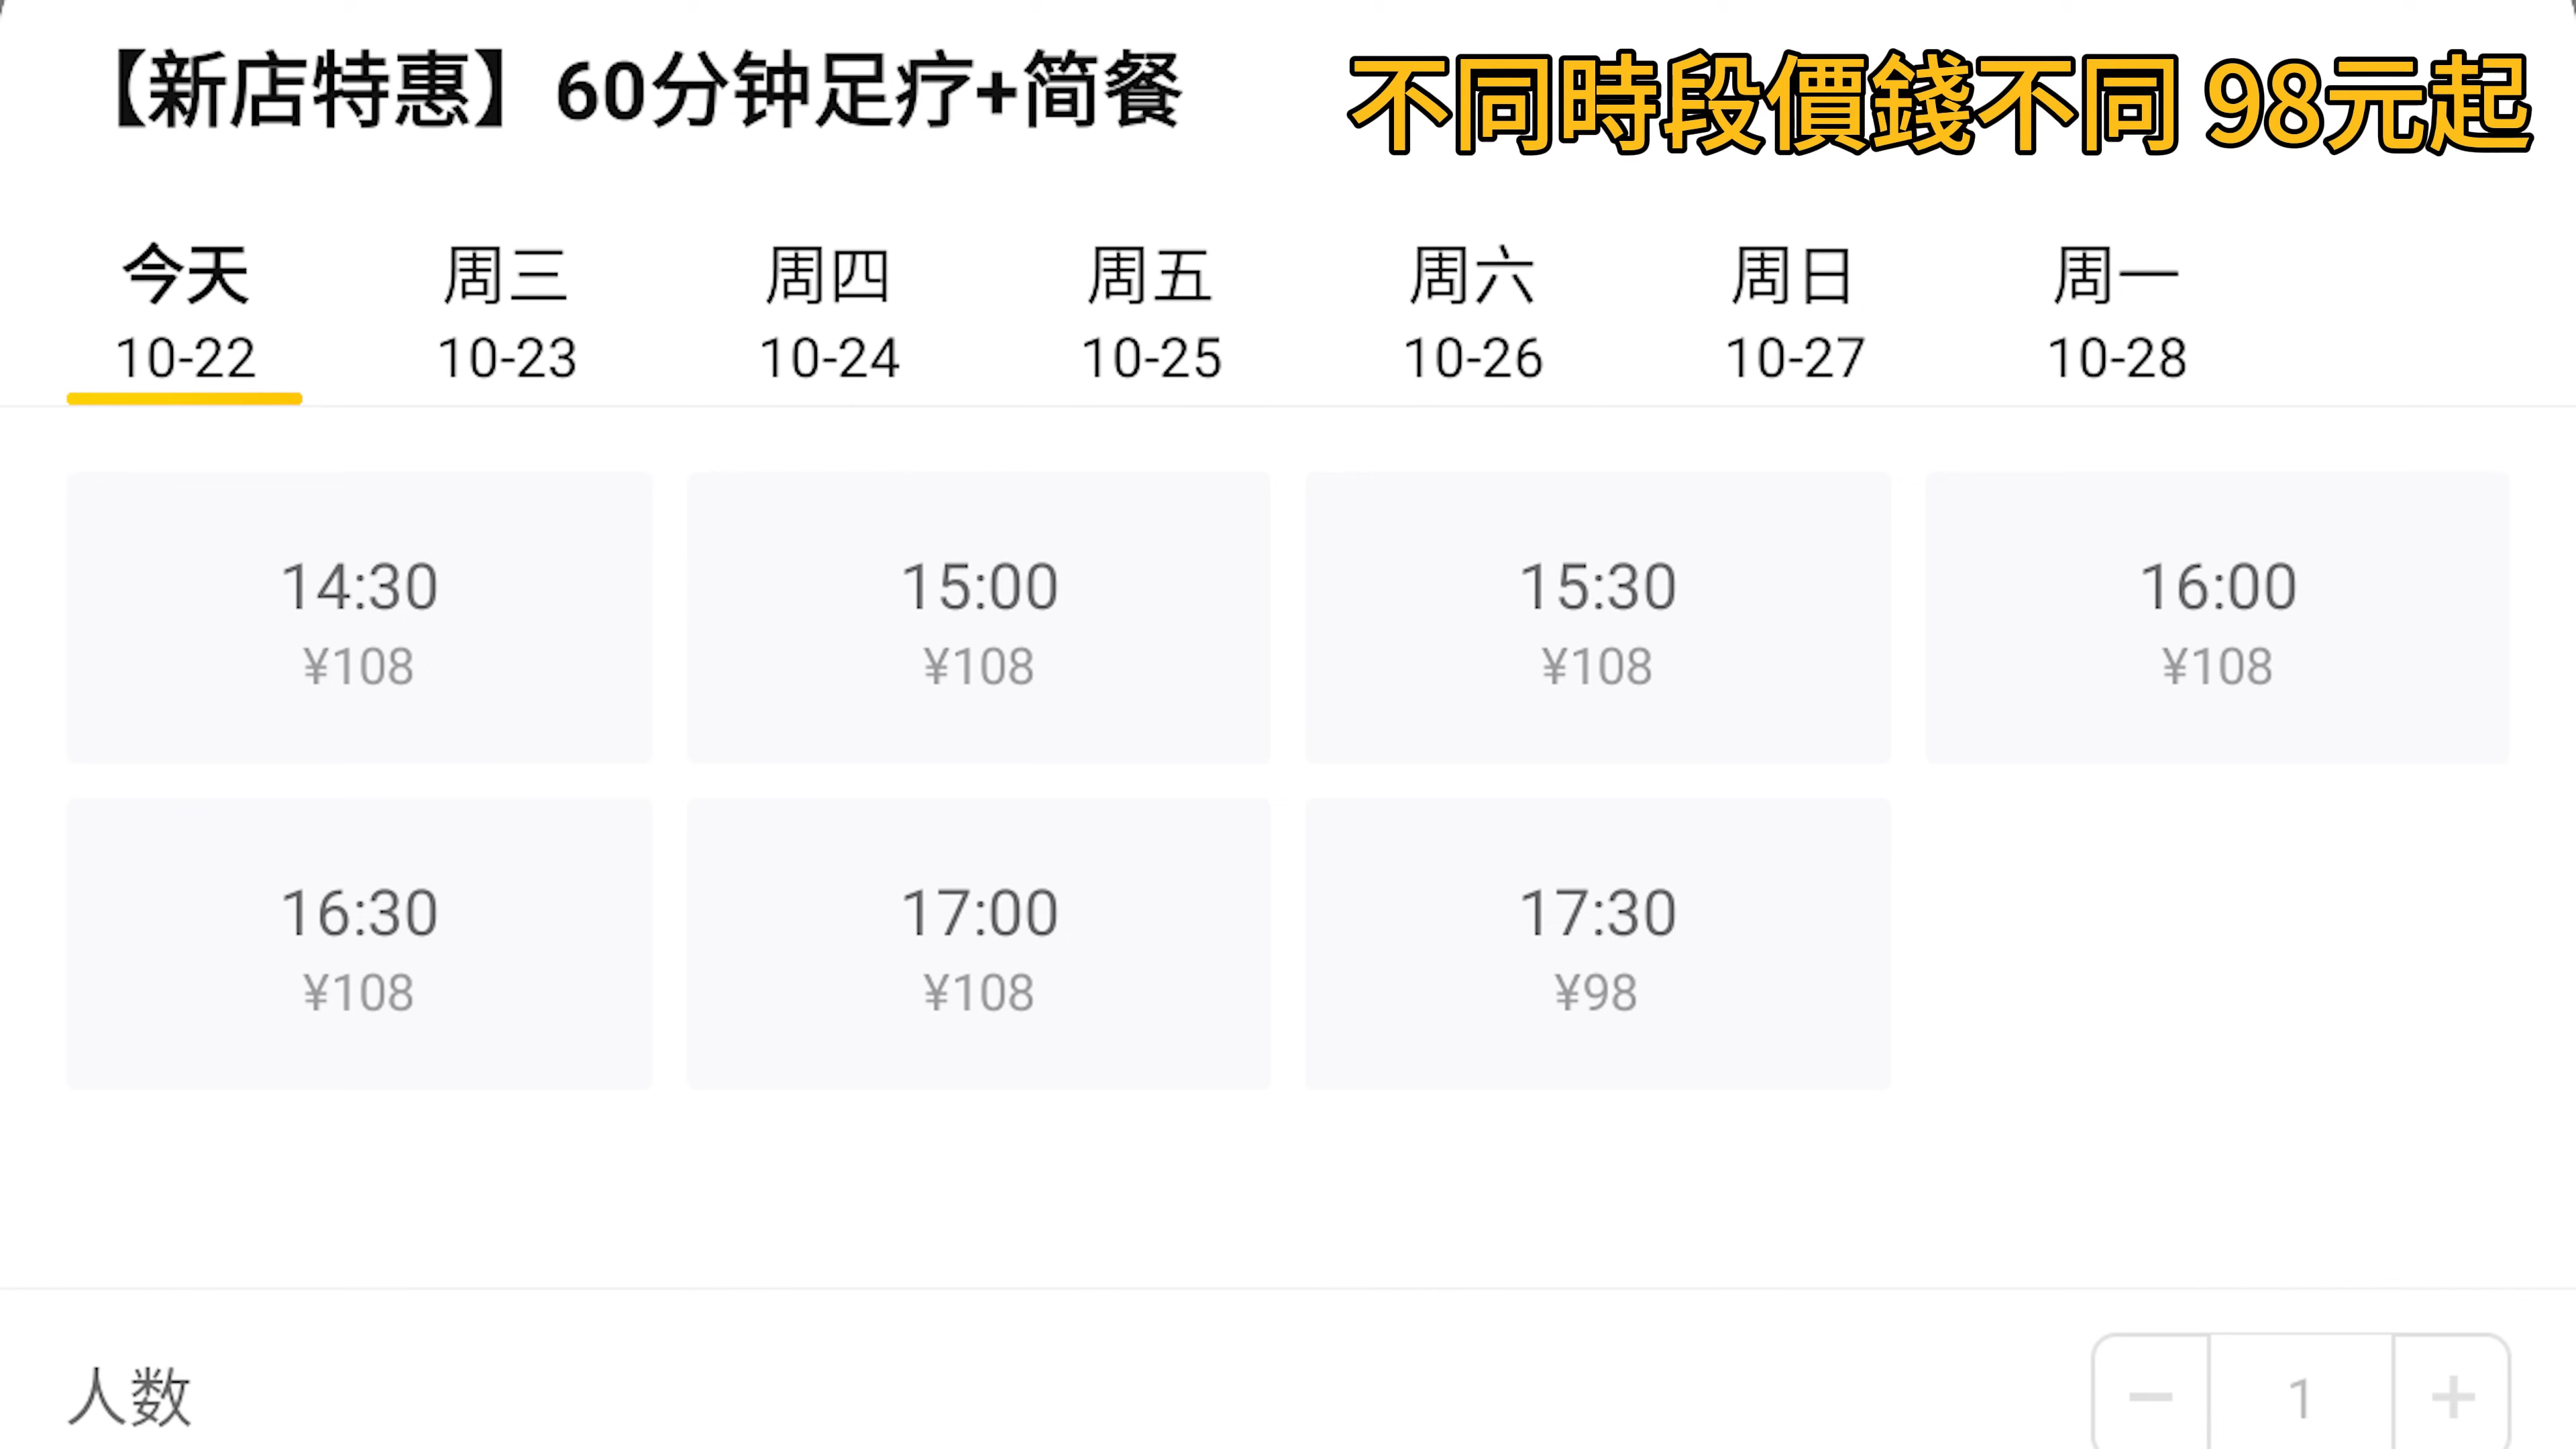 【新店特惠】60分钟足疗+简餐
不同時段價錢不同 98元起
今天 周三 周四 周五 周六 周日 周一
10-22 10-23 10-24 10-25 10-26 10-27 10-28
14:30 15:00 15:30 16:00
¥108 ¥108 ¥108 ¥108
16:30 17:00 17:30
¥108 ¥108 ¥98
人数 － 1 +